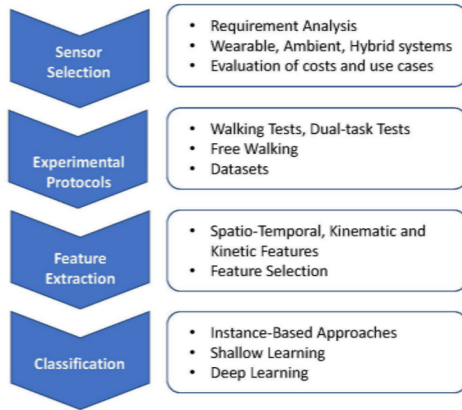 Sensor
Selection
• Requirement Analysis
• Wearable, Ambient, Hybrid systems
• Evaluation of costs and use cases
Experimental
Protocols
• Walking Tests, Dual-task Tests
• Free Walking
• Datasets
Feature
Extraction
• Spatio-Temporal, Kinematic and
Kinetic Features
• Feature Selection
Classification
• Instance-Based Approaches
• Shallow Learning
• Deep Learning